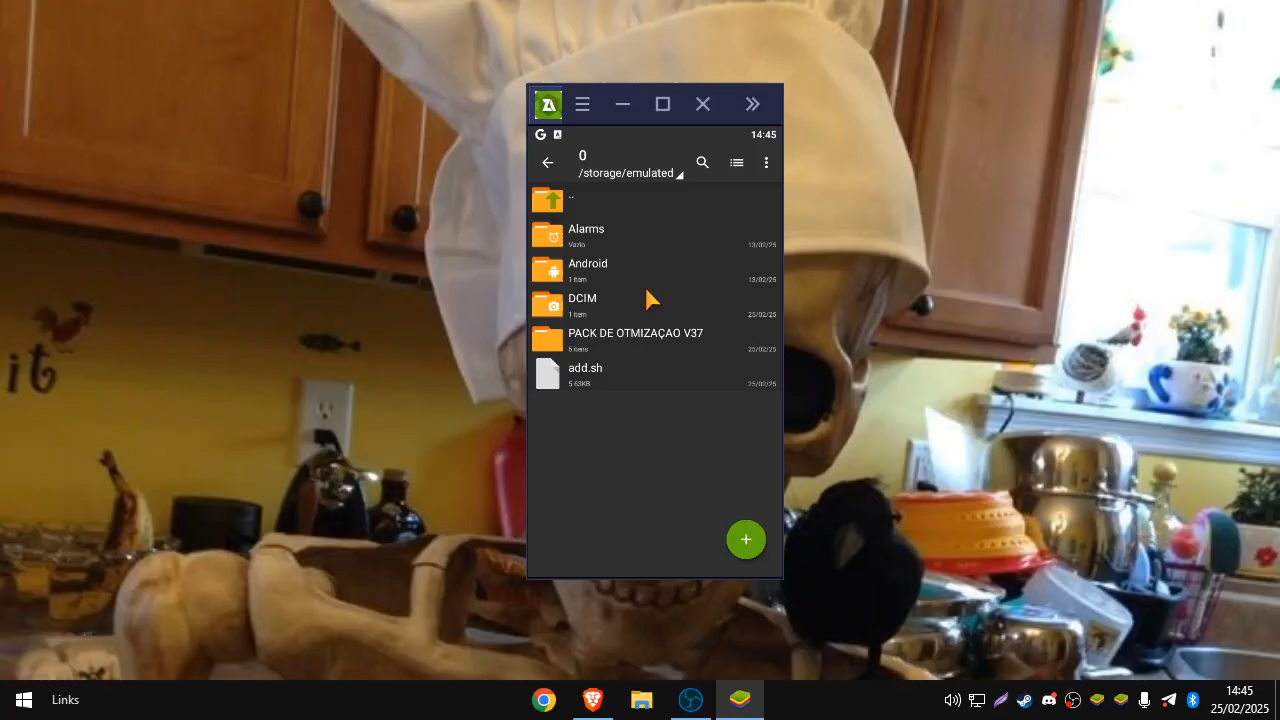 14:45
0
/storage/emulated
..
Alarms
Vazio 13/02/25
Android
1 item 13/02/25
DCIM
1 item 25/02/25
PACK DE OTMIZAÇAO V37
6 itens 25/02/25
add.sh
5.63KB 25/02/25
it
Links
14:45
25/02/2025